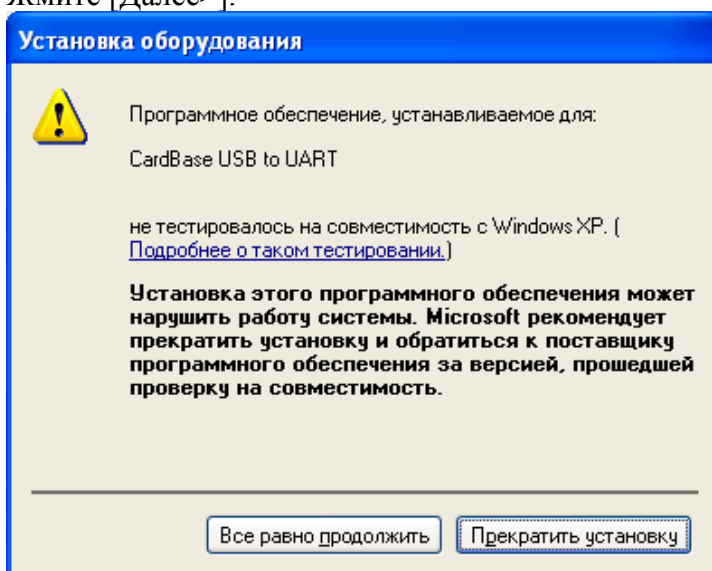 жмите [Далее>].
Установка оборудования
Программное обеспечение, устанавливаемое для:
CardBase USB to UART
не тестировалось на совместимость с Windows XP. (
Подробнее о таком тестировании.)
Установка этого программного обеспечения может
нарушить работу системы. Microsoft рекомендует
прекратить установку и обратиться к поставщику
программного обеспечения за версией, прошедшей
проверку на совместимость.
Все равно продолжить
Прекратить установку